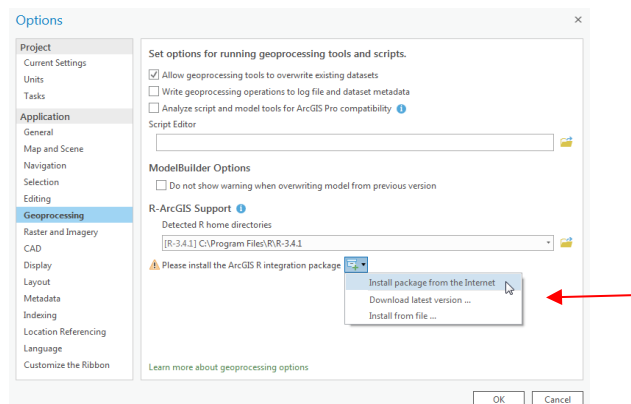 Options
Project
Current Settings
Units
Tasks
Application
General
Map and Scene
Navigation
Selection
Editing
Geoprocessing
Raster and Imagery
CAD
Display
Layout
Metadata
Indexing
Location Referencing
Language
Customize the Ribbon
Set options for running geoprocessing tools and scripts.
Allow geoprocessing tools to overwrite existing datasets
Write geoprocessing operations to log file and dataset metadata
Analyze script and model tools for ArcGIS Pro compatibility
Script Editor
ModelBuilder Options
Do not show warning when overwriting model from previous version
R-ArcGIS Support
Detected R home directories
[R-3.4.1] C:\Program Files\R\R-3.4.1
Please install the ArcGIS R integration package
Install package from the Internet
Download latest version ...
Install from file ...
Learn more about geoprocessing options
OK Cancel